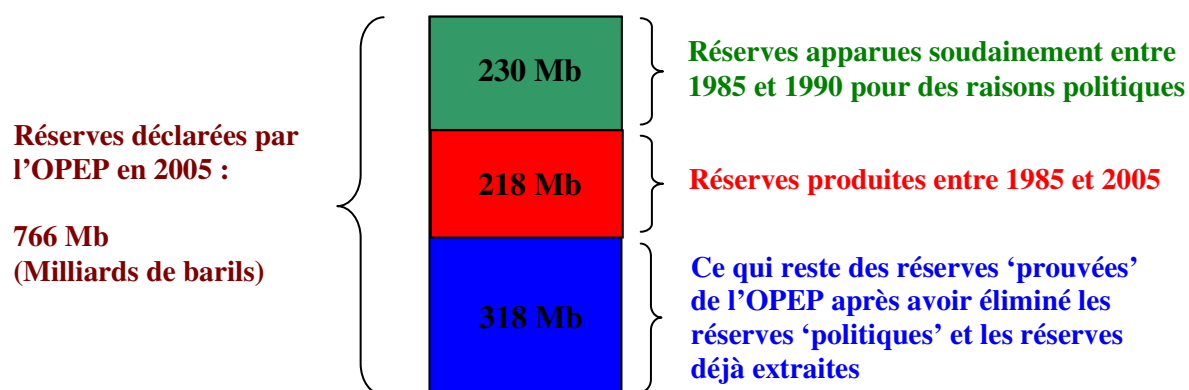 Réserves déclarées par
l’OPEP en 2005 :
766 Mb
(Milliards de barils)
230 Mb
Réserves apparues soudainement entre
1985 et 1990 pour des raisons politiques
218 Mb
Réserves produites entre 1985 et 2005
318 Mb
Ce qui reste des réserves ‘prouvées’
de l’OPEP après avoir éliminé les
réserves ‘politiques’ et les réserves
déjà extraites